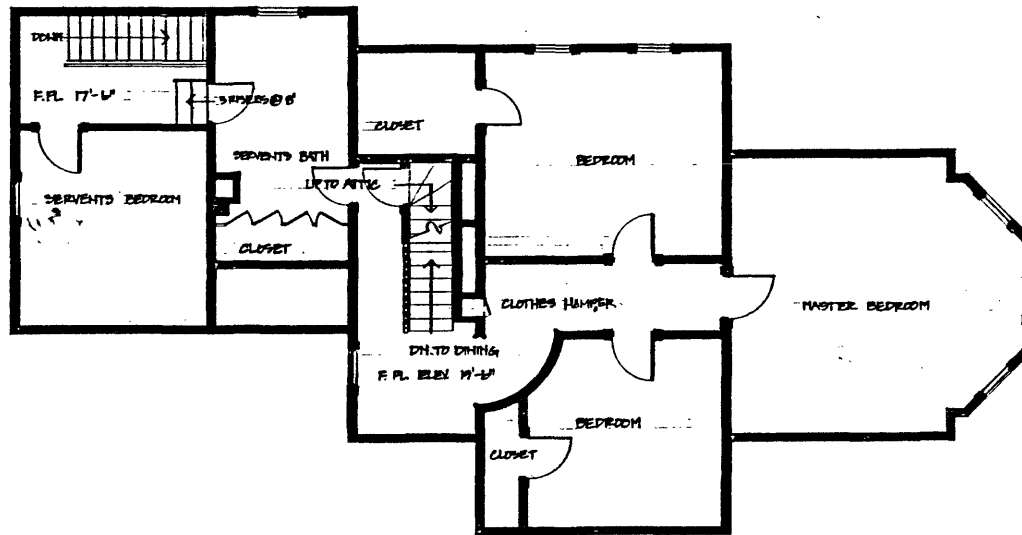 DOWN
F.FL. 17'-6"
3 RISERS @ 8"
CLOSET
SERVENTS BATH
BEDROOM
UP TO ATTIC
SERVENTS BEDROOM
CLOSET
CLOTHES HAMPER
MASTER BEDROOM
DN. TO DINING
F. FL. ELEV. 19'-6"
BEDROOM
CLOSET